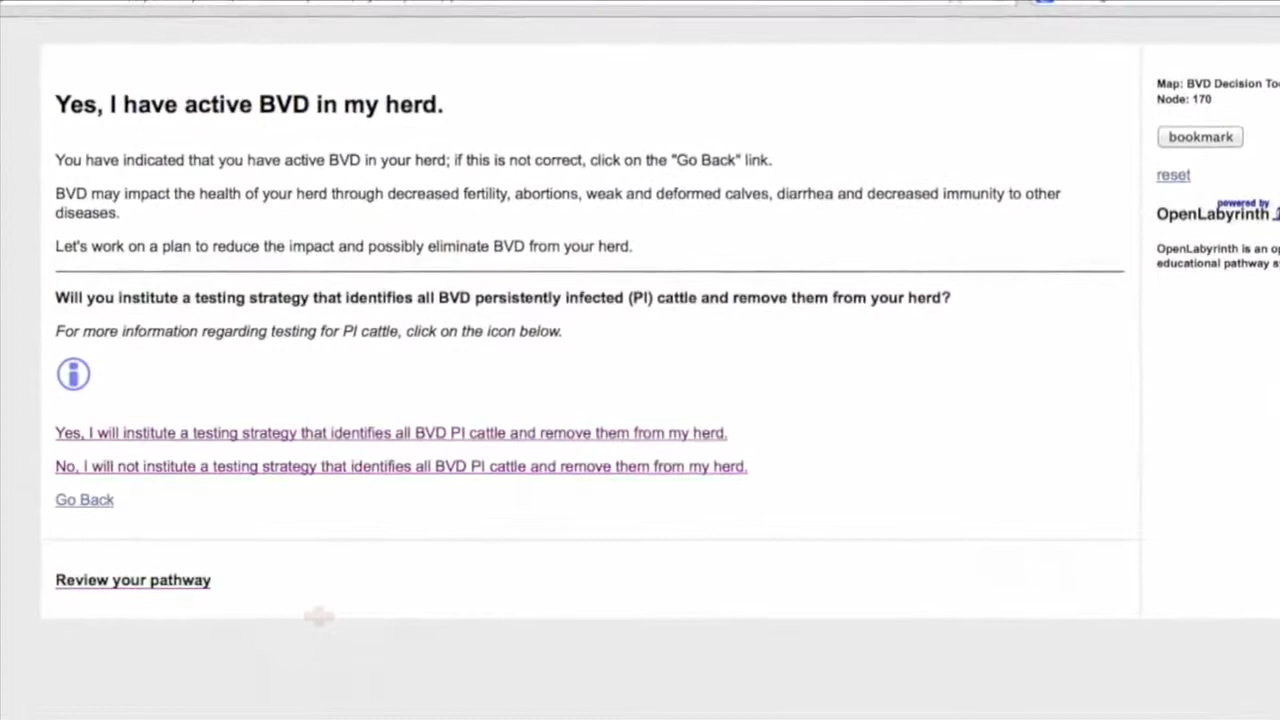 Yes, I have active BVD in my herd.
You have indicated that you have active BVD in your herd; if this is not correct, click on the "Go Back" link.
BVD may impact the health of your herd through decreased fertility, abortions, weak and deformed calves, diarrhea and decreased immunity to other
diseases.
Let's work on a plan to reduce the impact and possibly eliminate BVD from your herd.
Will you institute a testing strategy that identifies all BVD persistently infected (PI) cattle and remove them from your herd?
For more information regarding testing for PI cattle, click on the icon below.
Yes, I will institute a testing strategy that identifies all BVD PI cattle and remove them from my herd.
No, I will not institute a testing strategy that identifies all BVD PI cattle and remove them from my herd.
Go Back
Review your pathway
Map: BVD Decision
Node: 170
bookmark
reset
powered by
OpenLabyrinth
OpenLabyrinth is an
educational pathway